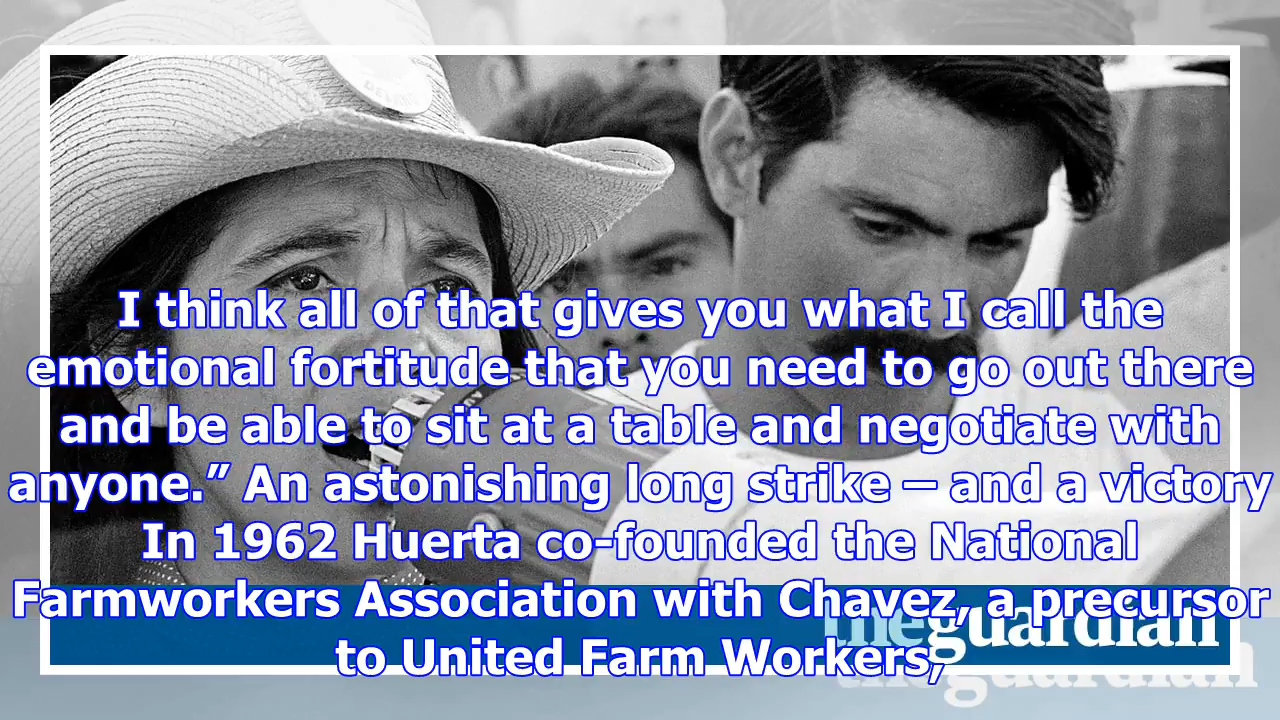 DELANO
I think all of that gives you what I call the
emotional fortitude that you need to go out there
and be able to sit at a table and negotiate with
anyone.” An astonishing long strike – and a victory
In 1962 Huerta co-founded the National
Farmworkers Association with Chavez, a precursor
to United Farm Workers,
theguardian
theguardian